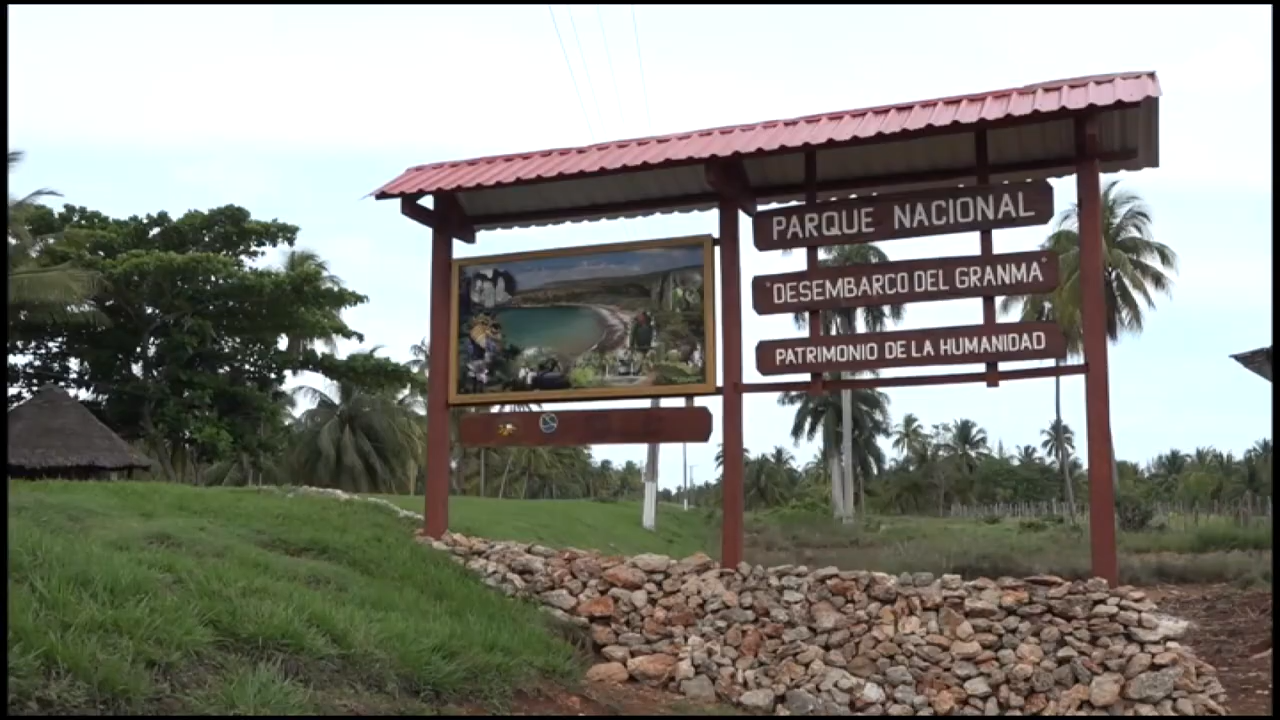 PARQUE NACIONAL
"DESEMBARCO DEL GRANMA"
PATRIMONIO DE LA HUMANIDAD